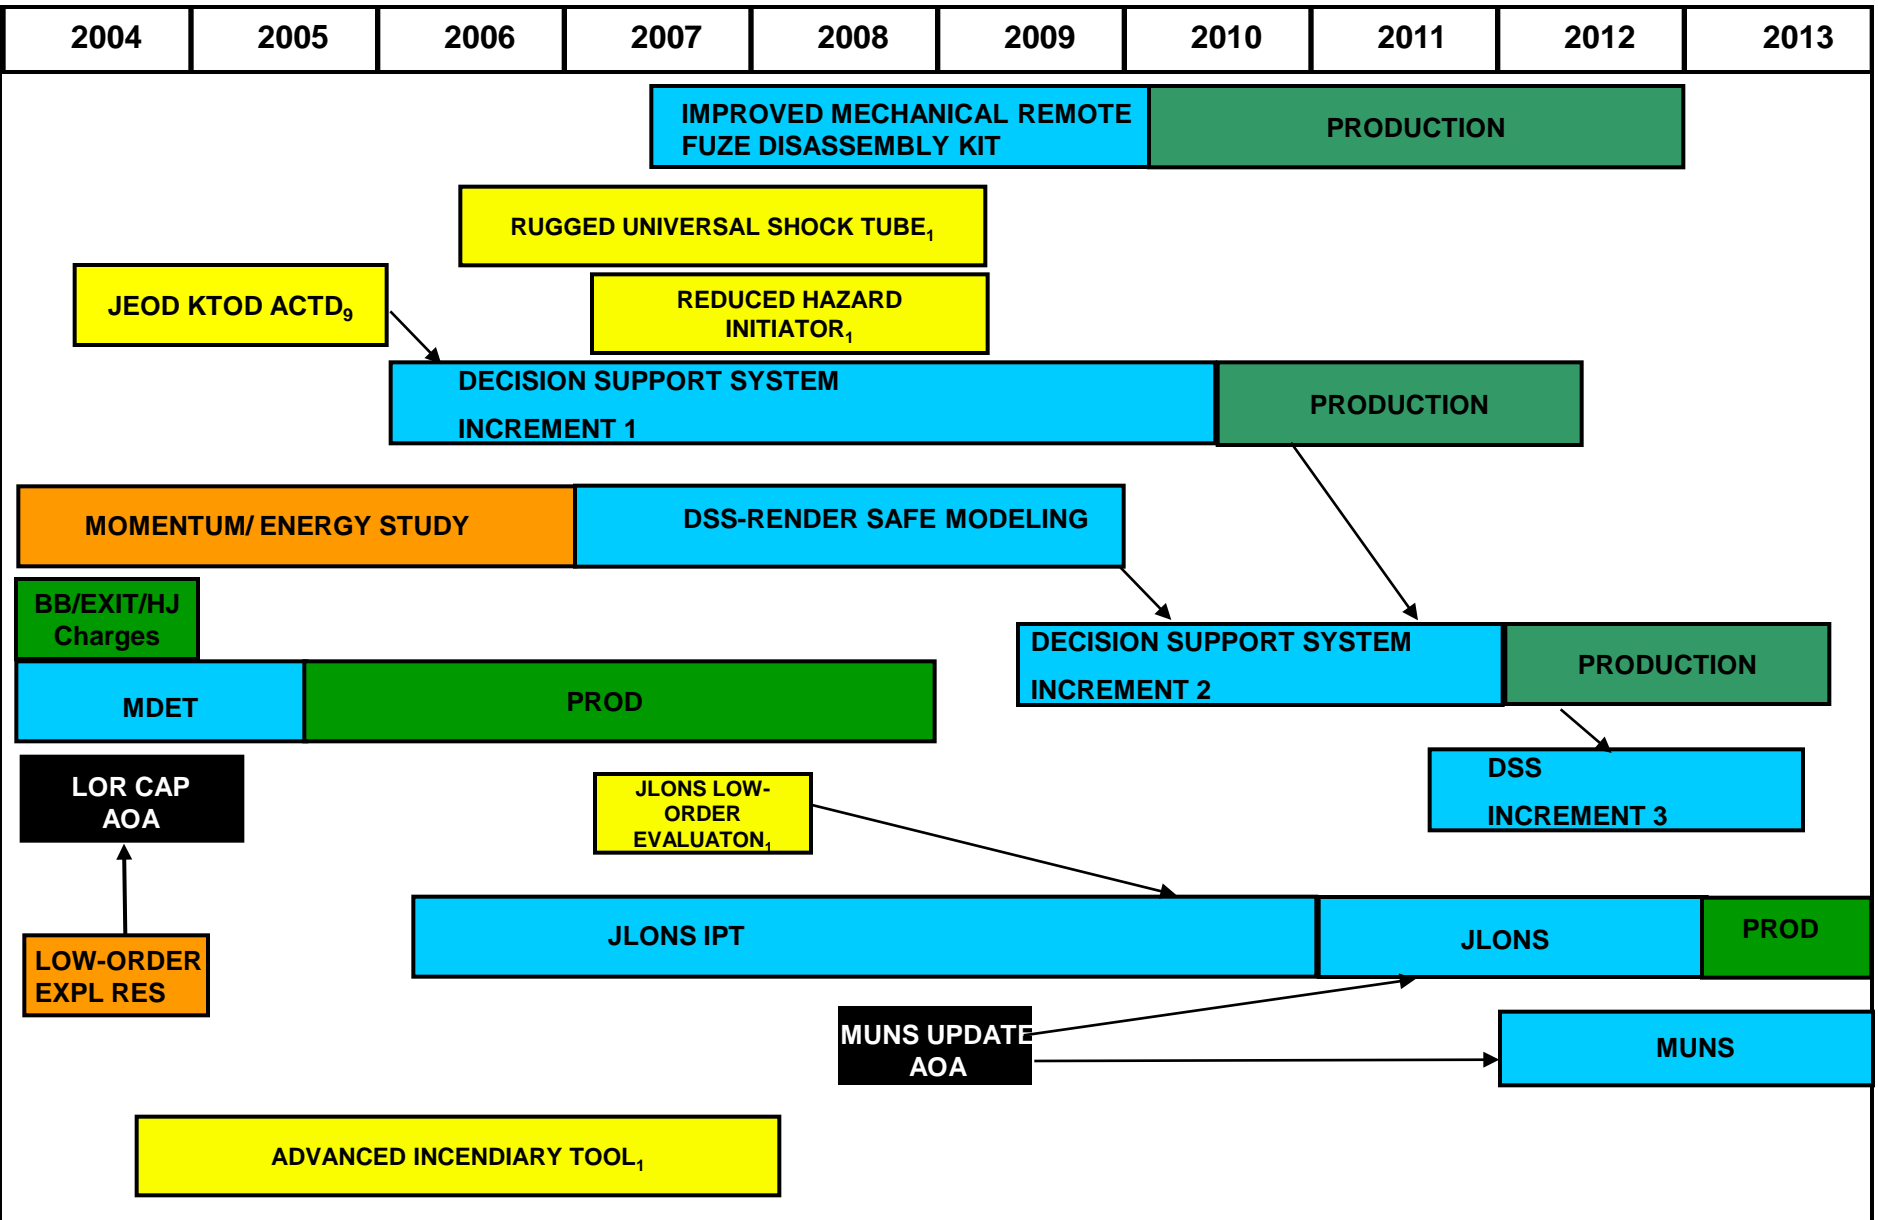 2004 2005 2006 2007 2008 2009 2010 2011 2012 2013
IMPROVED MECHANICAL REMOTE
FUZE DISASSEMBLY KIT
PRODUCTION
RUGGED UNIVERSAL SHOCK TUBE1
JEOD KTOD ACTD9
REDUCED HAZARD
INITIATOR1
DECISION SUPPORT SYSTEM
INCREMENT 1
PRODUCTION
MOMENTUM/ ENERGY STUDY
DSS-RENDER SAFE MODELING
BB/EXIT/HJ
Charges
DECISION SUPPORT SYSTEM
INCREMENT 2
PRODUCTION
MDET
PROD
LOR CAP
AOA
JLONS LOW-
ORDER
EVALUATON1
DSS
INCREMENT 3
JLONS IPT
JLONS
PROD
LOW-ORDER
EXPL RES
MUNS UPDATE
AOA
MUNS
ADVANCED INCENDIARY TOOL1